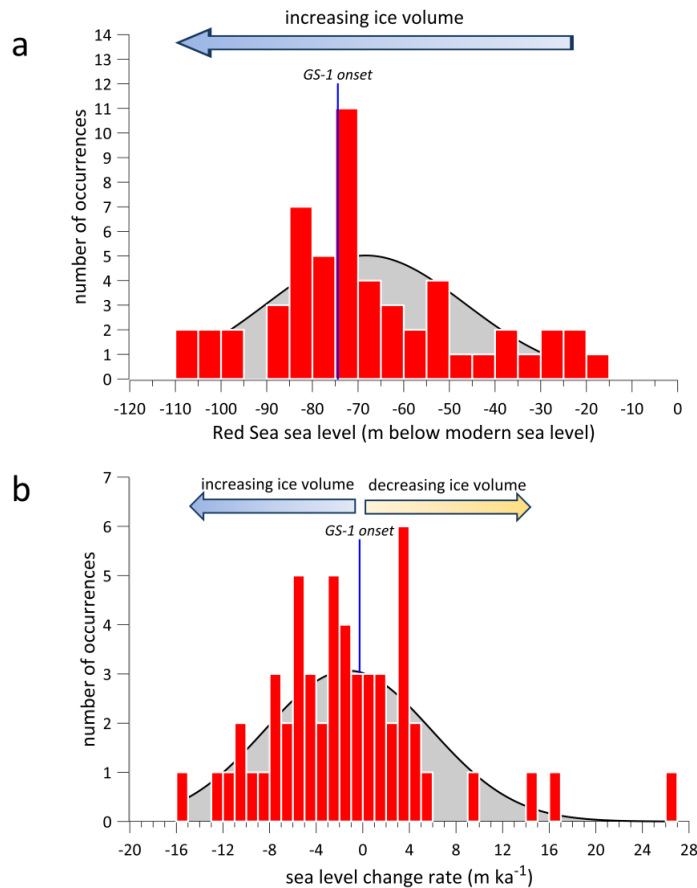 increasing ice volume
a
GS-1 onset
14
13
12
11
10
9
8
7
6
5
4
3
2
1
0
number of occurrences
-120 -110 -100 -90 -80 -70 -60 -50 -40 -30 -20 -10 0
Red Sea sea level (m below modern sea level)
b
increasing ice volume decreasing ice volume
GS-1 onset
7
6
5
4
3
2
1
0
number of occurrences
-20 -16 -12 -8 -4 0 4 8 12 16 20 24 28
sea level change rate (m ka-1)